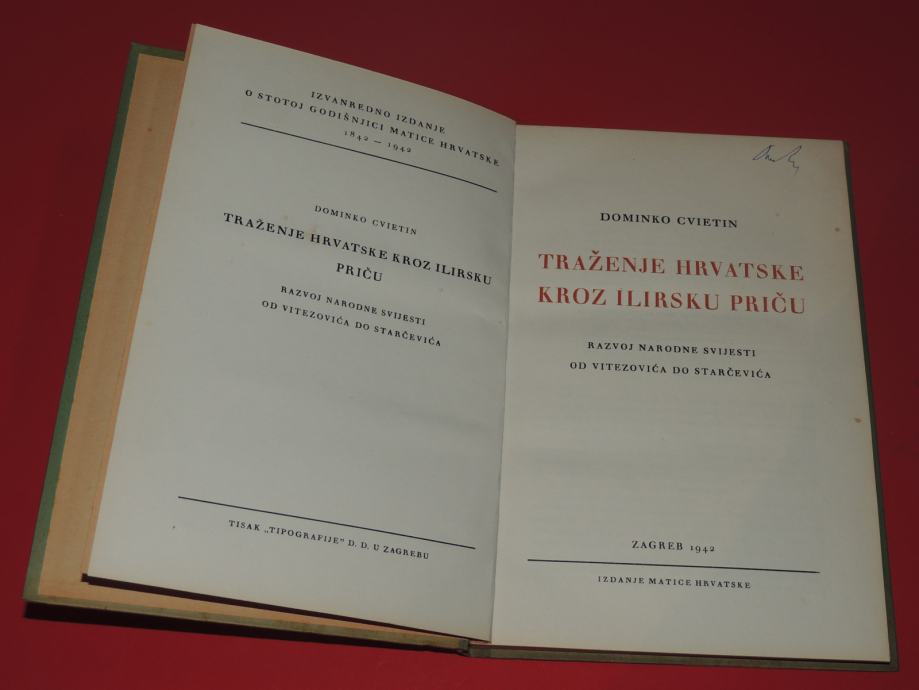 IZVANREDNO IZDANJE
O STOTOJ GODIŠNJICI MATICE HRVATSKE
1842 — 1942
DOMINKO CVIETIN
TRAŽENJE HRVATSKE KROZ ILIRSKU
PRIČU
RAZVOJ NARODNE SVIJESTI
OD VITEZOVIĆA DO STARČEVIĆA
TISAK „TIPOGRAFIJE" D. D. U ZAGREBU
DOMINKO CVIETIN
TRAŽENJE HRVATSKE
KROZ ILIRSKU PRIČU
RAZVOJ NARODNE SVIJESTI
OD VITEZOVIĆA DO STARČEVIĆA
ZAGREB 1942
IZDANJE MATICE HRVATSKE